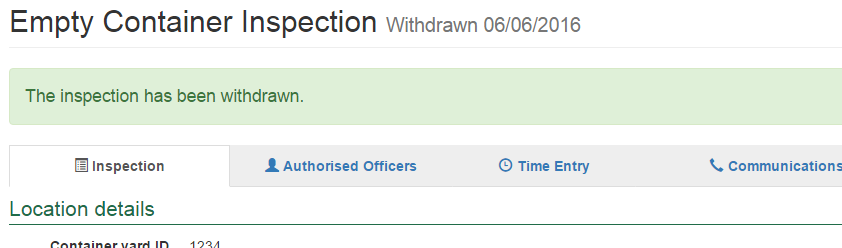 Empty Container Inspection Withdrawn 06/06/2016
The inspection has been withdrawn.
Inspection Authorised Officers Time Entry Communications
Location details
Container yard ID 1234